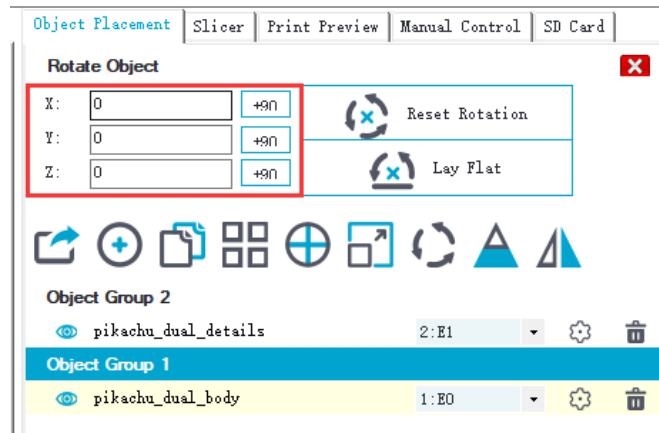 Object Placement Slicer Print Preview Manual Control SD Card
Rotate Object
X: 0 +90 Reset Rotation
Y: 0 +90
Z: 0 +90 Lay Flat
Object Group 2
pikachu_dual_details 2:E1
Object Group 1
pikachu_dual_body 1:E0